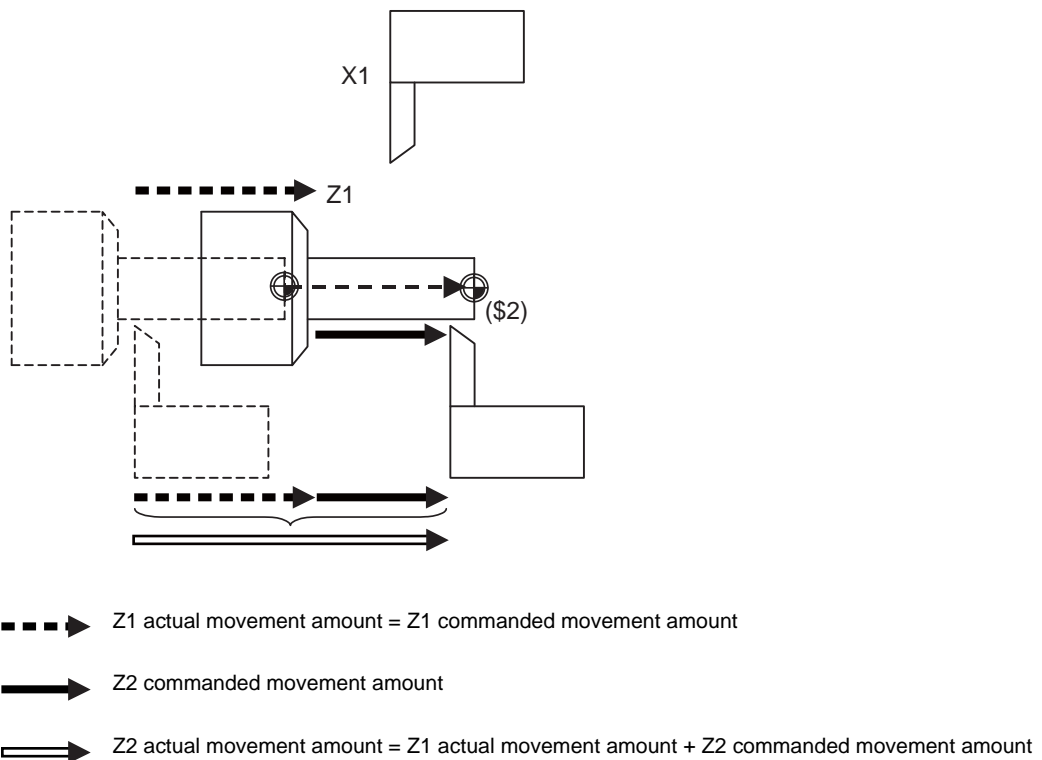 X1
Z1
($2)
Z1 actual movement amount = Z1 commanded movement amount
Z2 commanded movement amount
Z2 actual movement amount = Z1 actual movement amount + Z2 commanded movement amount